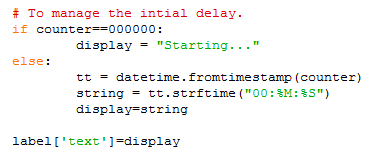 # To manage the intial delay.
if counter==000000:
        display = "Starting..."
else:
        tt = datetime.fromtimestamp(counter)
        string = tt.strftime("00:%M:%S")
        display=string
label['text']=display